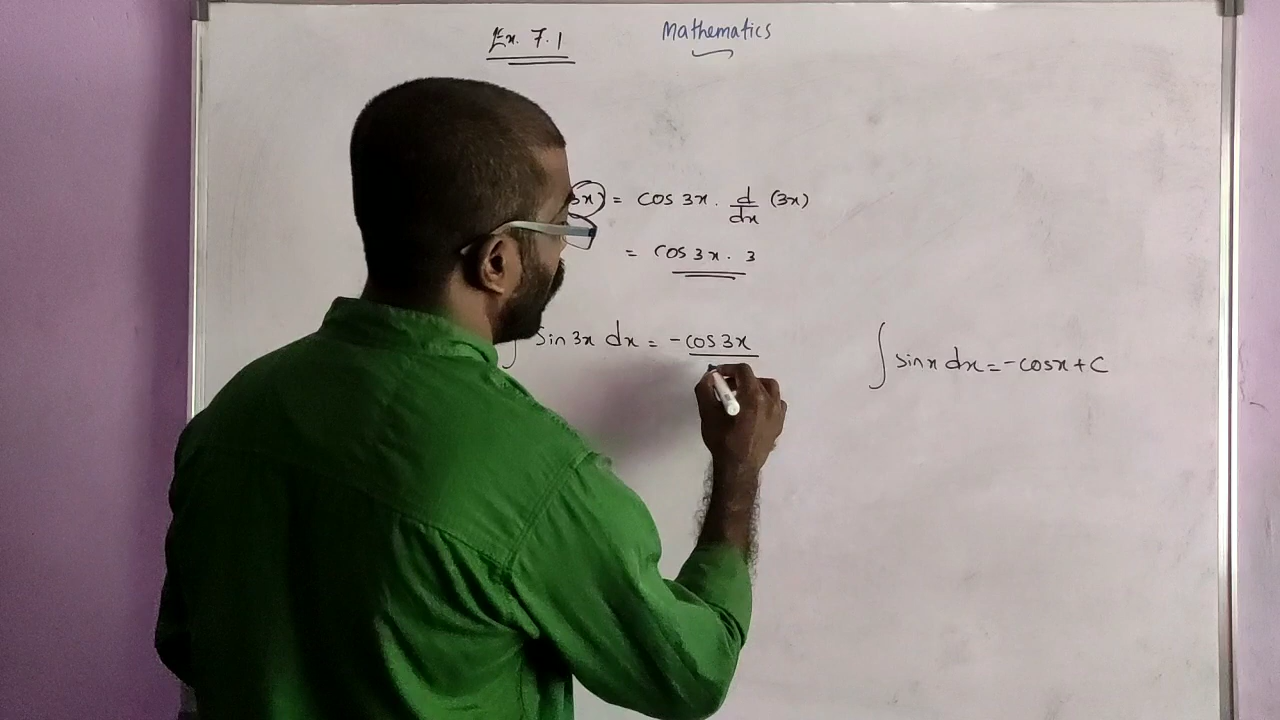 Ex. 7.1
Mathematics
3x) = cos 3x . d/dx (3x)
= cos 3x . 3
∫ sin 3x dx = -cos 3x
∫ sin x dx = -cos x + C